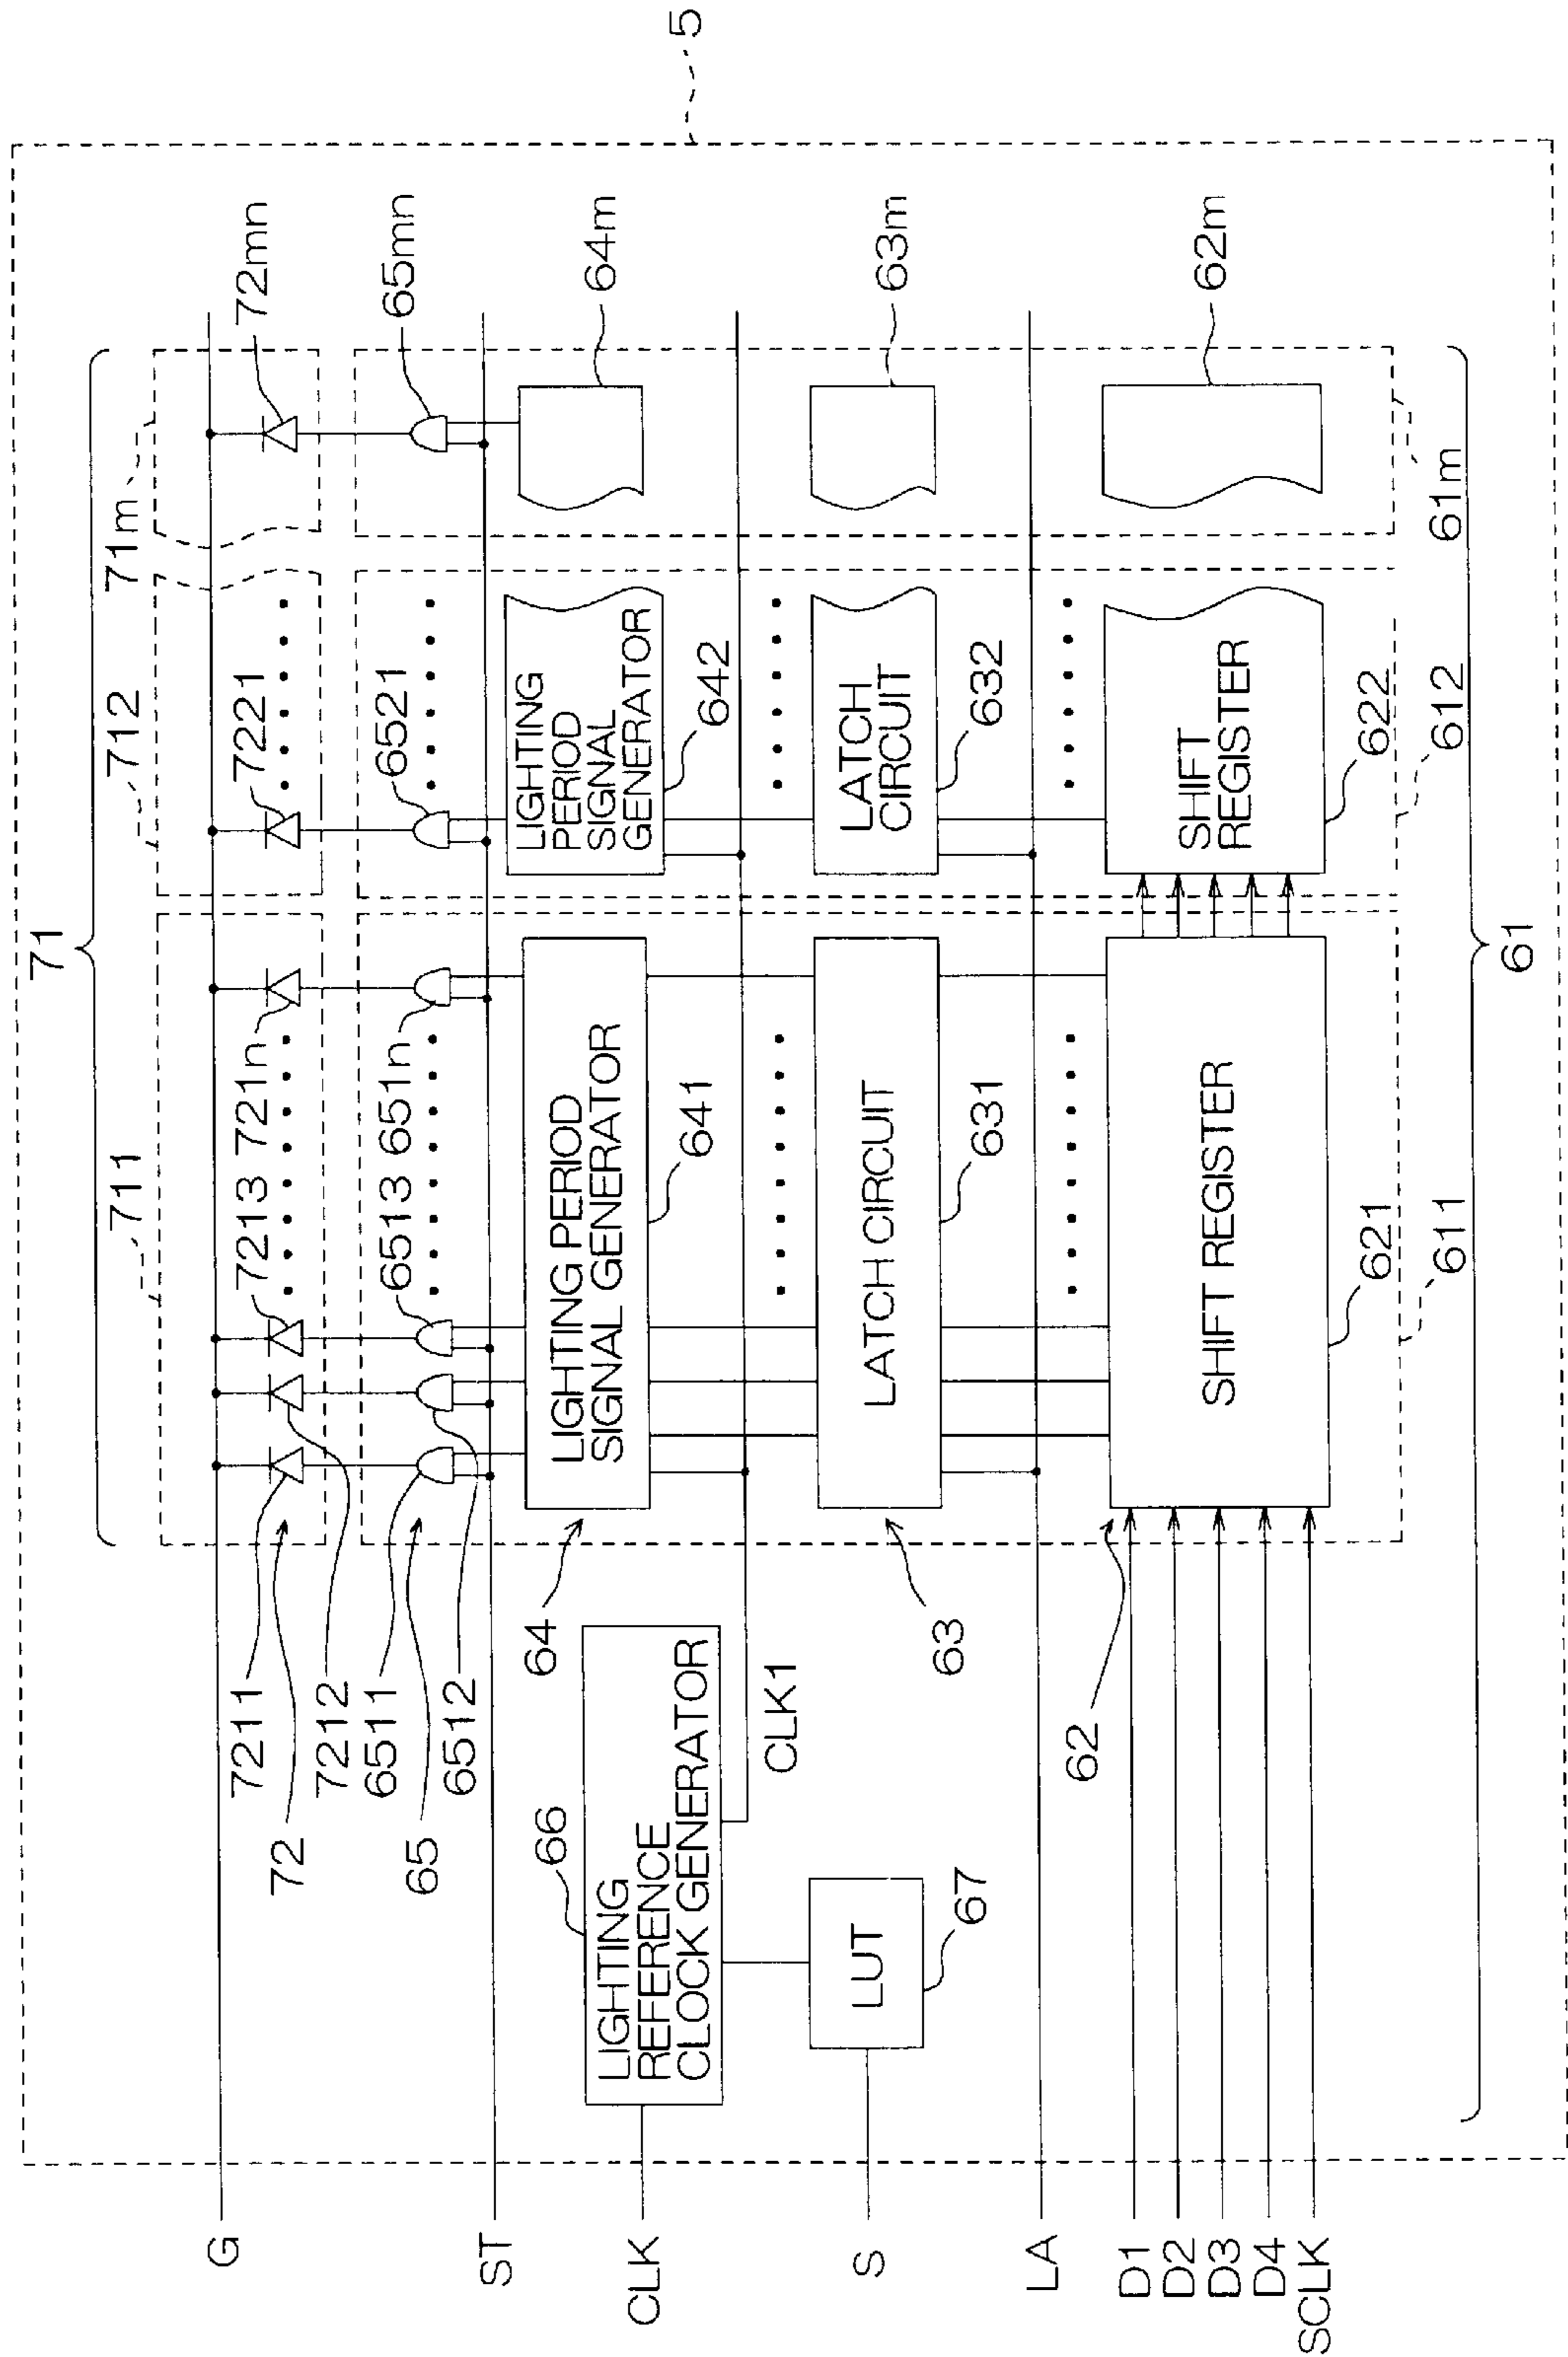 5
71
711
712
71m
7211
72
7212
7213
721n
7221
72mn
6511
65
6512
6513
651n
6521
65mn
G
ST
CLK
S
LA
D1
D2
D3
D4
SCLK
66
LIGHTING
REFERENCE
CLOCK GENERATOR
CLK1
LUT
67
64
LIGHTING PERIOD
SIGNAL GENERATOR
641
LIGHTING
PERIOD
SIGNAL
GENERATOR
642
64m
63
LATCH CIRCUIT
631
LATCH
CIRCUIT
632
63m
62
SHIFT REGISTER
621
SHIFT
REGISTER
622
62m
611
612
61m
61